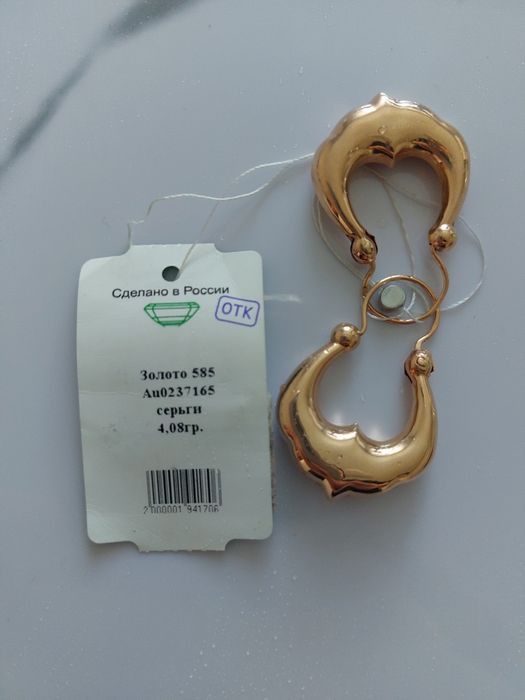 Сделано в России
ОТК
Золото 585
Au0237165
серьги
4,08гр.
2000001941706